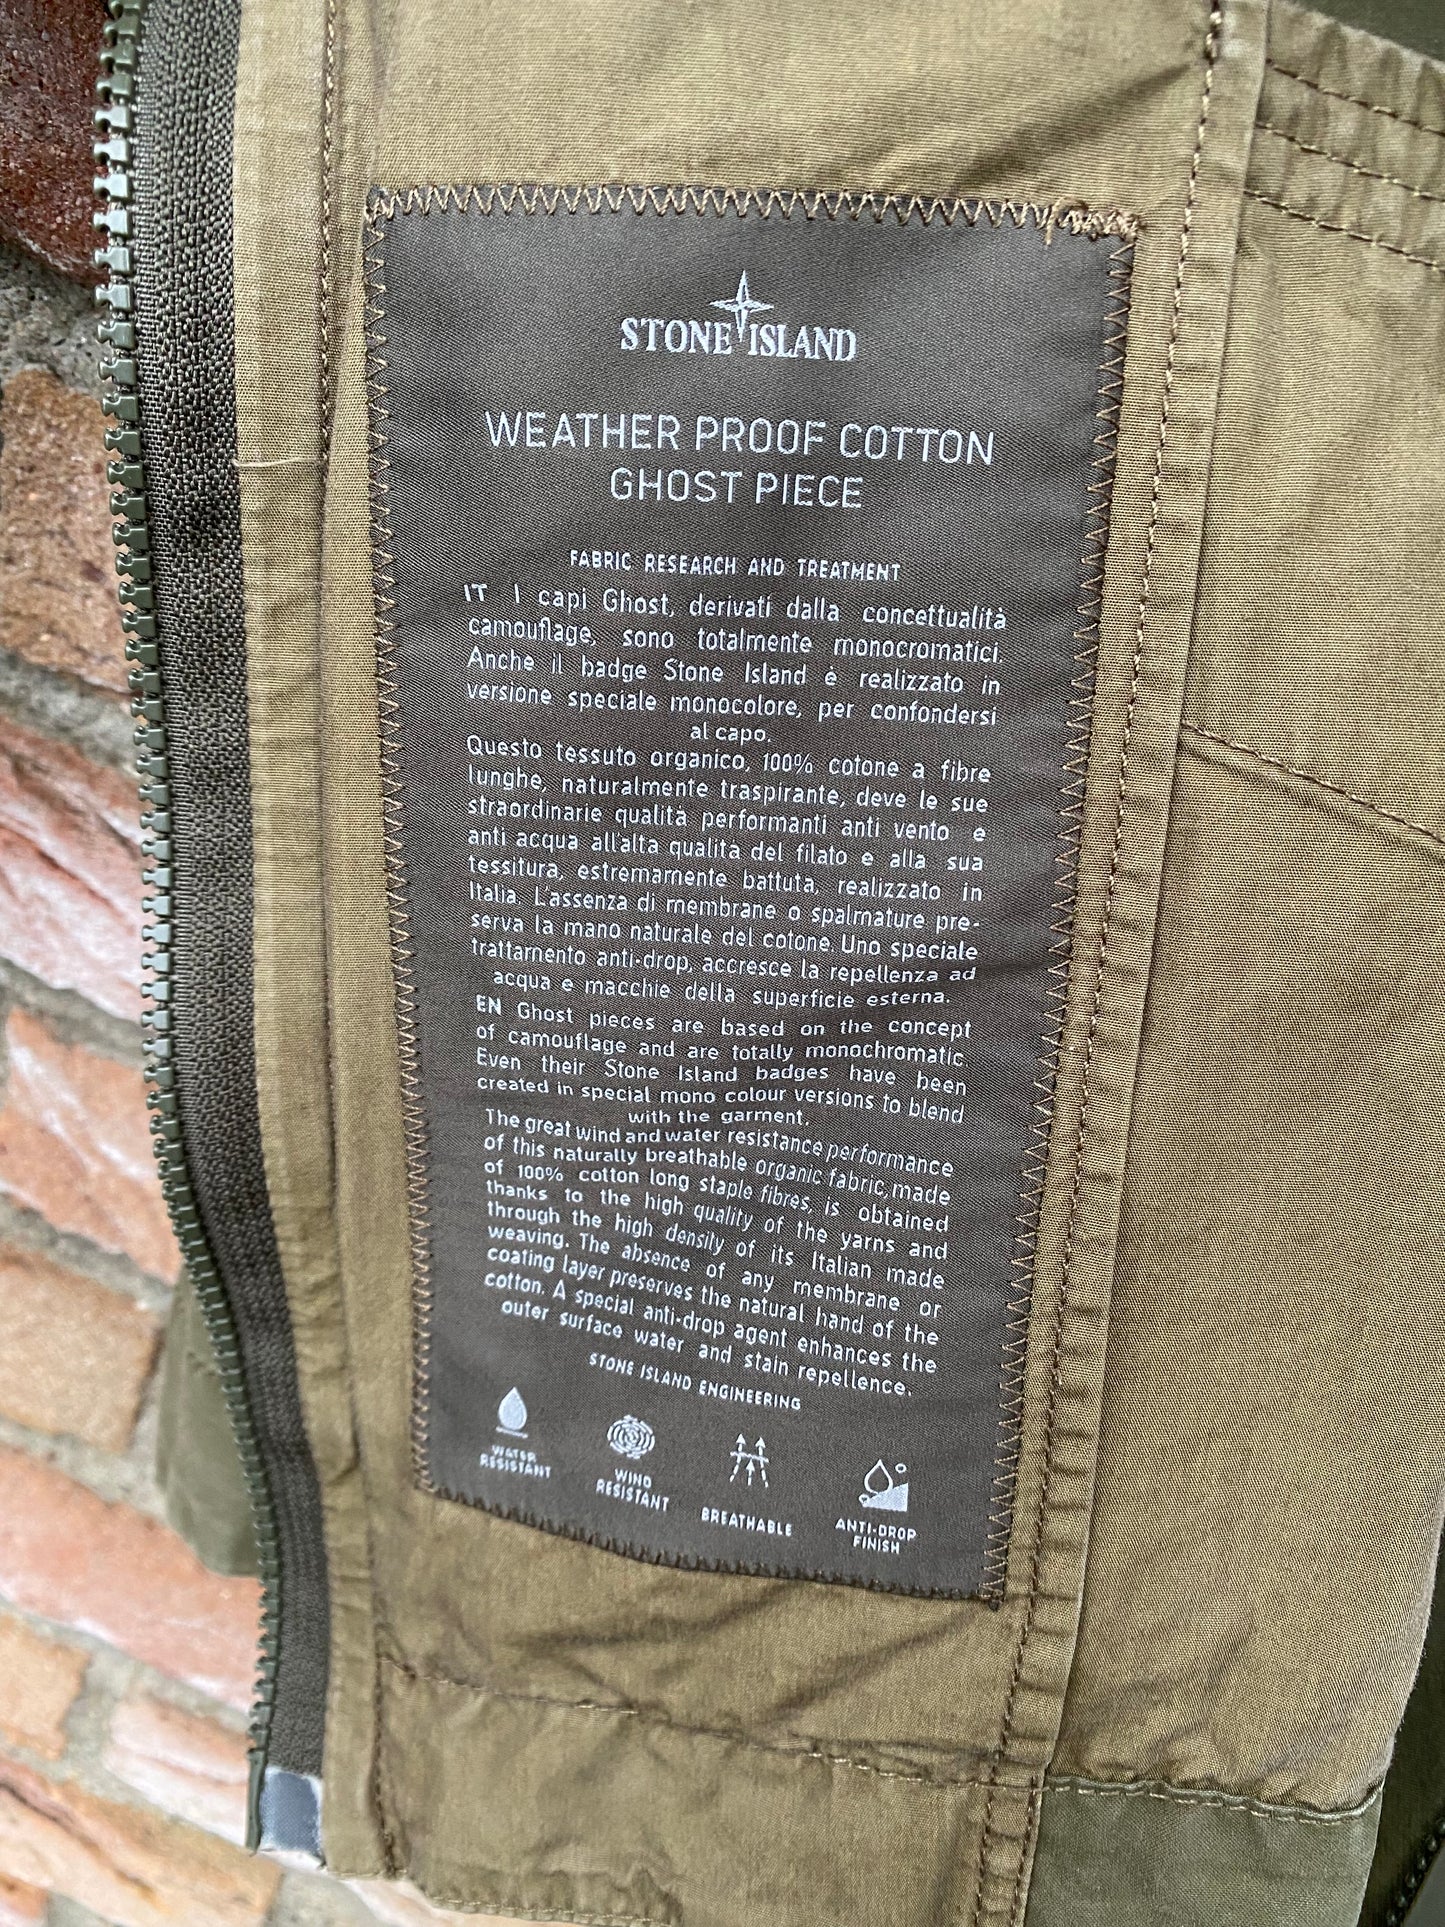 STONE ISLAND
WEATHER PROOF COTTON
GHOST PIECE
FABRIC RESEARCH AND TREATMENT
IT I capi Ghost, derivati dalla concettualità
camouflage, sono totalmente monocromatici.
Anche il badge Stone Island è realizzato in
versione speciale monocolore, per confondersi
al capo.
Questo tessuto organico, 100% cotone a fibre
lunghe, naturalmente traspirante, deve le sue
straordinarie qualità performanti anti vento e
anti acqua all'alta qualita del filato e alla sua
tessitura, estremamente battuta, realizzato in
Italia. L'assenza di membrane o spalmature pre-
serva la mano naturale del cotone. Uno speciale
trattamento anti-drop, accresce la repellenza ad
acqua e macchie della superficie esterna.
EN Ghost pieces are based on the concept
of camouflage and are totally monochromatic.
Even their Stone Island badges have been
created in special mono colour versions to blend
with the garment.
The great wind and water resistance performance
of this naturally breathable organic fabric, made
of 100% cotton long staple fibres, is obtained
thanks to the high quality of the yarns and
through the high density of its Italian made
weaving. The absence of any membrane or
coating layer preserves the natural hand of the
cotton. A special anti-drop agent enhances the
outer surface water and stain repellence.
STONE ISLAND ENGINEERING
WATER
RESISTANT
WIND
RESISTANT
BREATHABLE
ANTI-DROP
FINISH